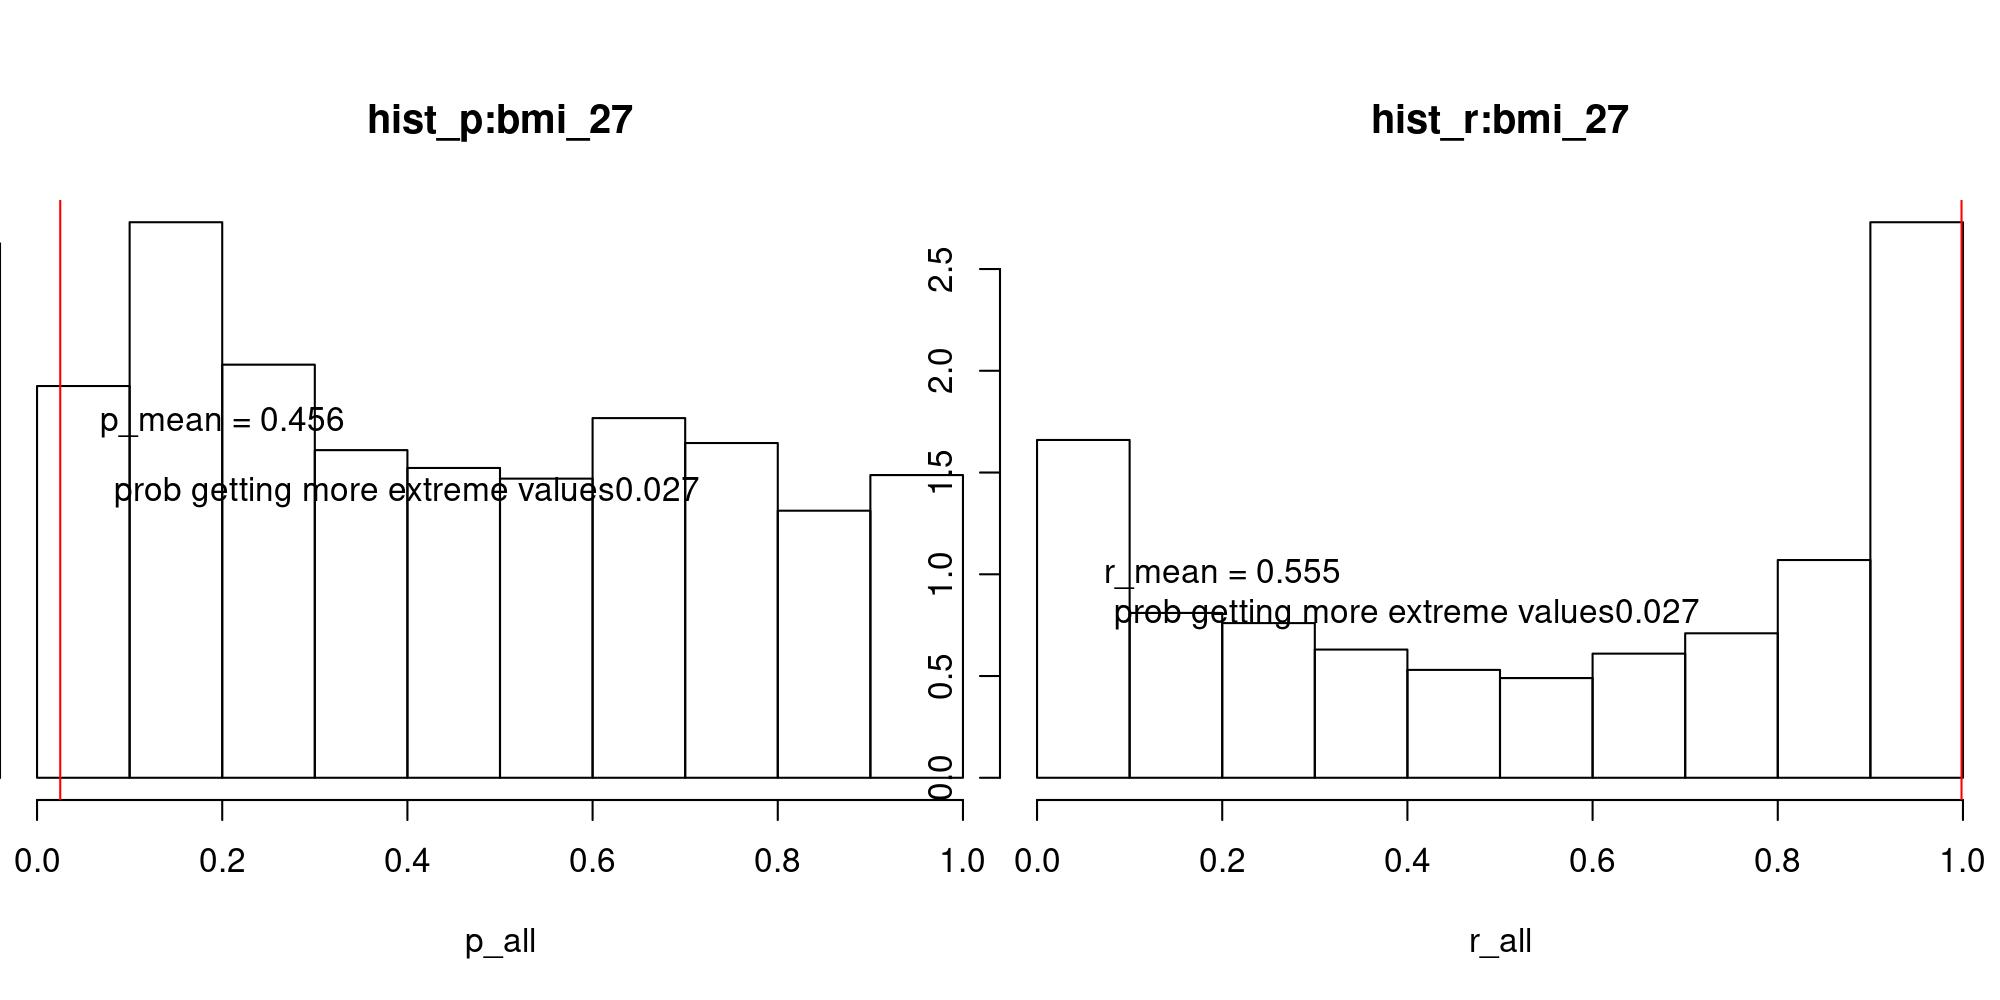 hist_p:bmi_27
p_mean = 0.456
prob getting more extreme values0.027
0.0 0.2 0.4 0.6 0.8 1.0
p_all
hist_r:bmi_27
2.5
2.0
1.5
1.0
0.5
0.0
r_mean = 0.555
prob getting more extreme values0.027
0.0 0.2 0.4 0.6 0.8 1.0
r_all